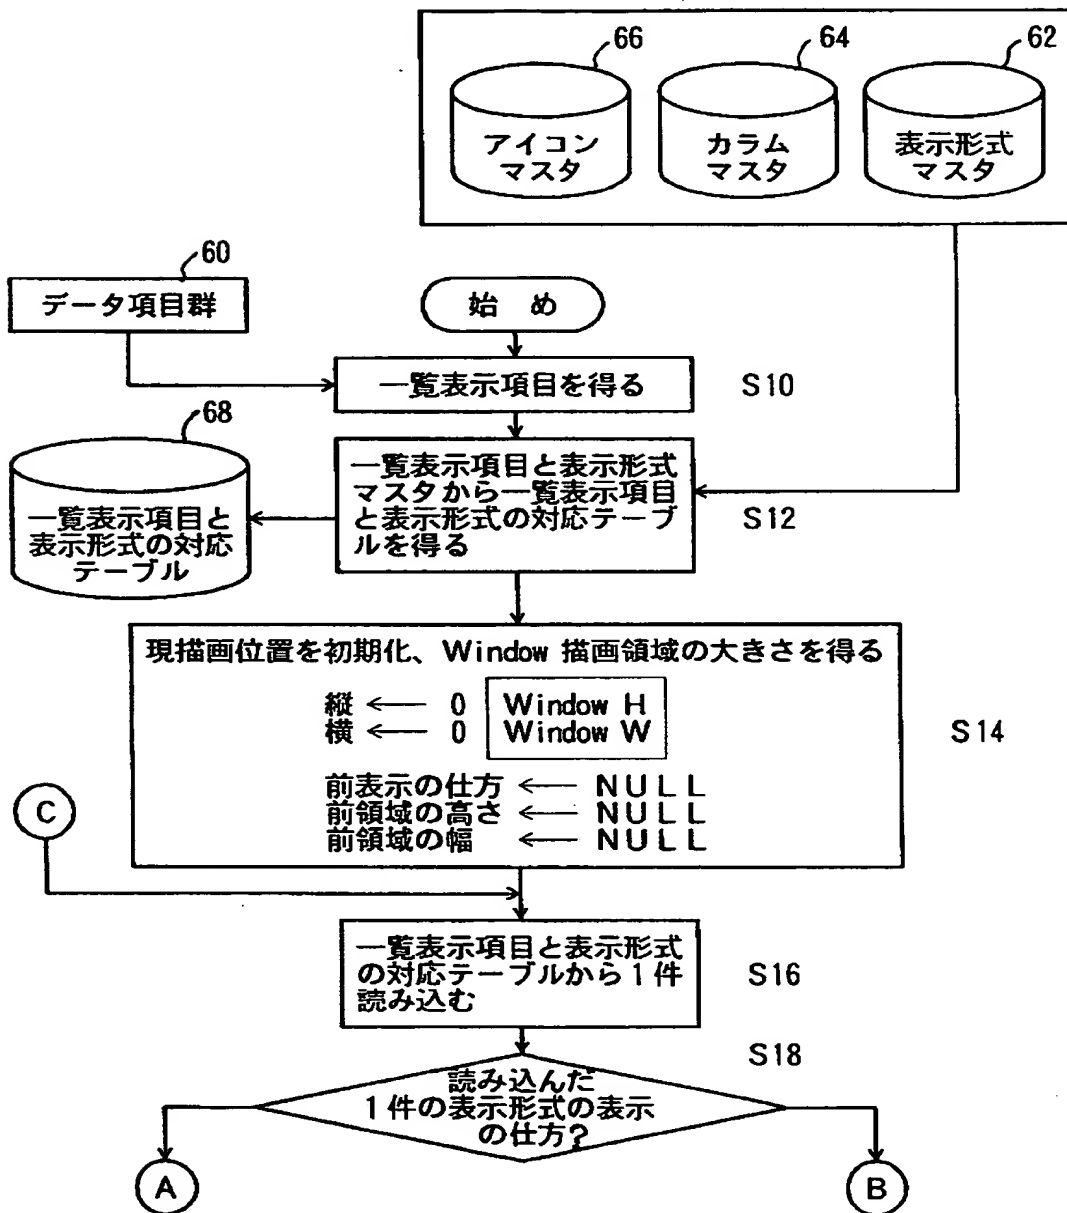 66
64
62
アイコン
マスタ
カラム
マスタ
表示形式
マスタ
60
データ項目群
始 め
一覧表示項目を得る
S10
68
一覧表示項目と表示形式
マスタから一覧表示項目
と表示形式の対応テーブ
ルを得る
S12
一覧表示項目と
表示形式の対応
テーブル
現描画位置を初期化、Window 描画領域の大きさを得る
縦 ← 0 Window H
横 ← 0 Window W
S14
前表示の仕方 ← NULL
前領域の高さ ← NULL
前領域の幅 ← NULL
C
一覧表示項目と表示形式
の対応テーブルから1件
読み込む
S16
S18
読み込んだ
1件の表示形式の表示
の仕方?
A
B